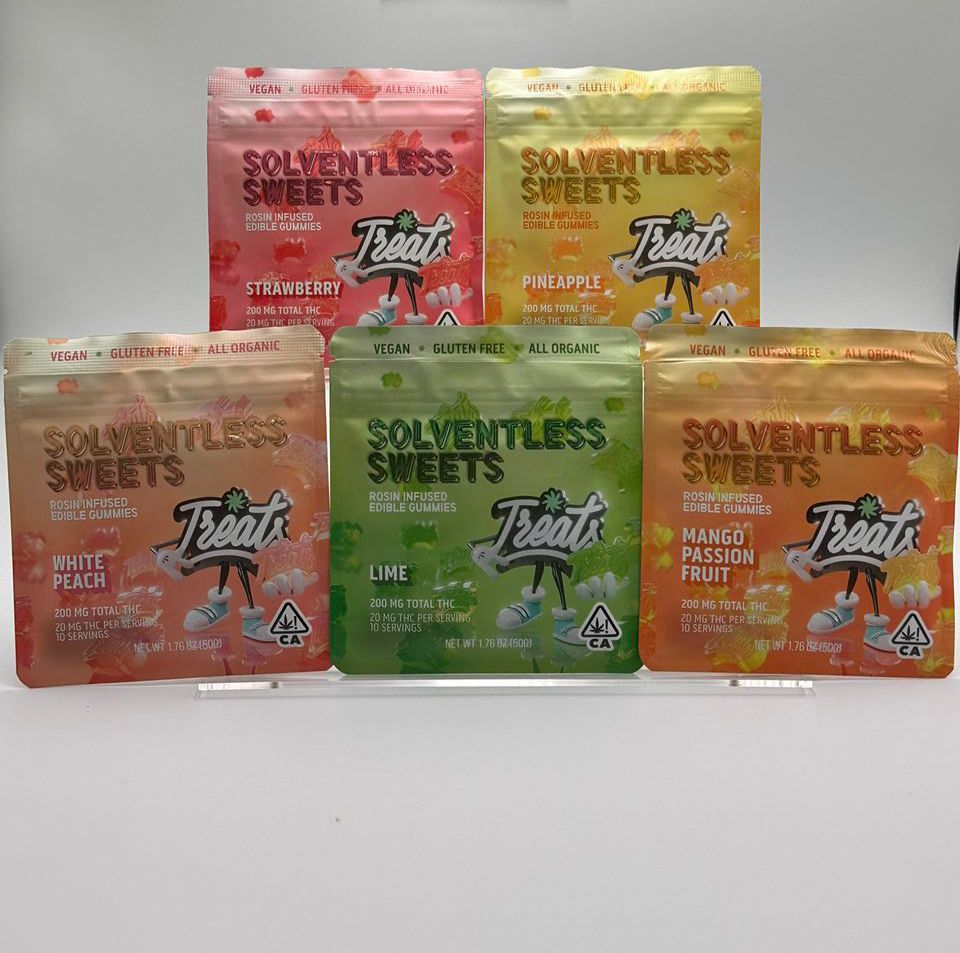 VEGAN • GLUTEN FREE • ALL ORGANIC
SOLVENTLESS
SWEETS
ROSIN INFUSED
EDIBLE GUMMIES
Treats
STRAWBERRY
200 MG TOTAL THC
20 MG THC PER SERVING
VEGAN • GLUTEN FREE • ALL ORGANIC
SOLVENTLESS
SWEETS
ROSIN INFUSED
EDIBLE GUMMIES
Treats
PINEAPPLE
200 MG TOTAL THC
20 MG THC PER SERVING
VEGAN • GLUTEN FREE • ALL ORGANIC
SOLVENTLESS
SWEETS
ROSIN INFUSED
EDIBLE GUMMIES
Treats
WHITE
PEACH
200 MG TOTAL THC
20 MG THC PER SERVING
10 SERVINGS
NET WT 1.76 OZ (50G)
!
CA
VEGAN • GLUTEN FREE • ALL ORGANIC
SOLVENTLESS
SWEETS
ROSIN INFUSED
EDIBLE GUMMIES
Treats
LIME
200 MG TOTAL THC
20 MG THC PER SERVING
10 SERVINGS
NET WT 1.76 OZ (50G)
!
CA
VEGAN • GLUTEN FREE • ALL ORGANIC
SOLVENTLESS
SWEETS
ROSIN INFUSED
EDIBLE GUMMIES
Treats
MANGO
PASSION
FRUIT
200 MG TOTAL THC
20 MG THC PER SERVING
10 SERVINGS
NET WT 1.76 OZ (50G)
!
CA